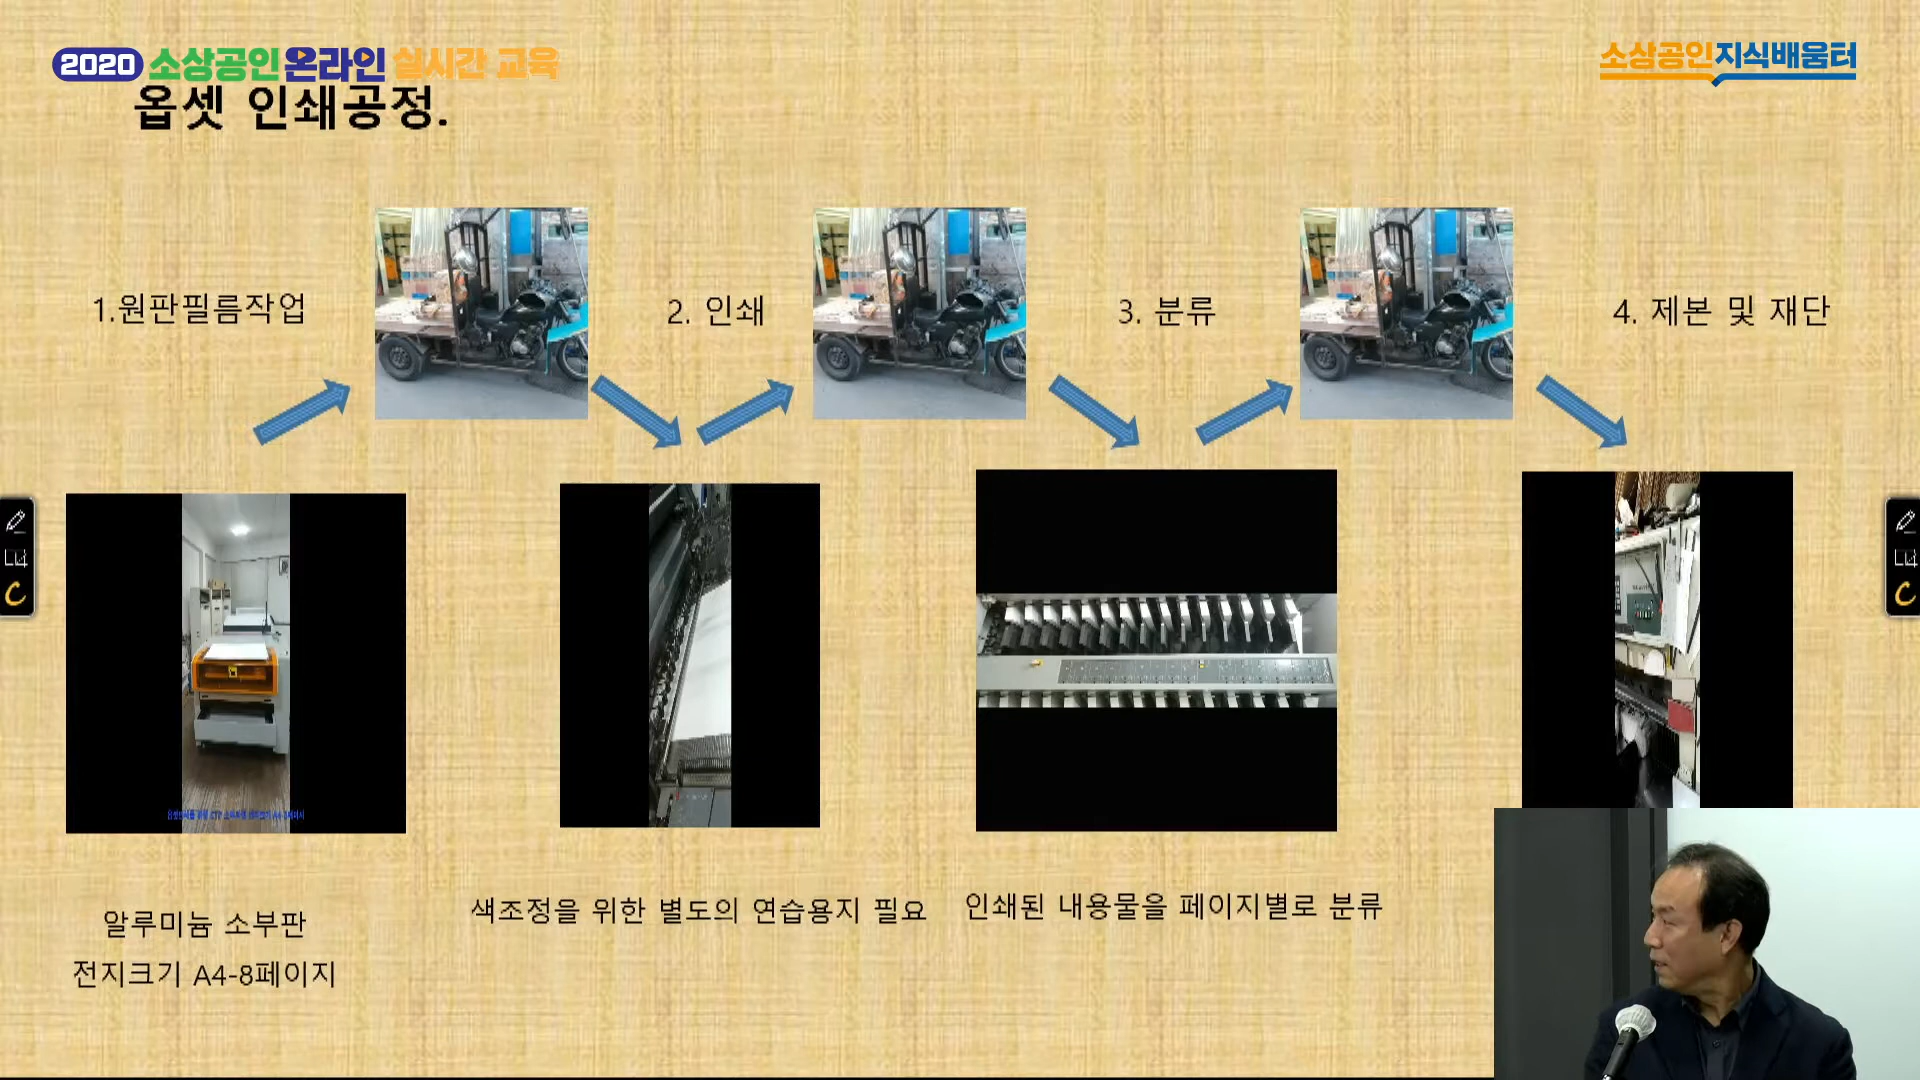 2020 소상공인 온라인 실시간 교육
소상공인지식배움터
옵셋 인쇄공정.
1.원판필름작업
2. 인쇄
3. 분류
4. 제본 및 재단
알루미늄 소부판
전지크기 A4-8페이지
색조정을 위한 별도의 연습용지 필요
인쇄된 내용물을 페이지별로 분류